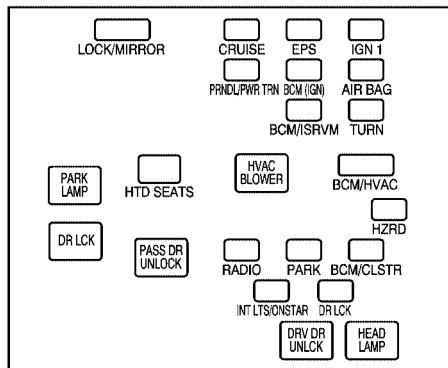 LOCK/MIRROR
CRUISE
EPS
IGN 1
PRNDL/PWR TRN
BCM (IGN)
AIR BAG
BCM/ISRVM
TURN
PARK
LAMP
HTD SEATS
HVAC
BLOWER
BCM/HVAC
HZRD
DR LCK
PASS DR
UNLOCK
RADIO
PARK
BCM/CLSTR
INT LTS/ONSTAR
DR LCK
DRV DR
UNLCK
HEAD
LAMP